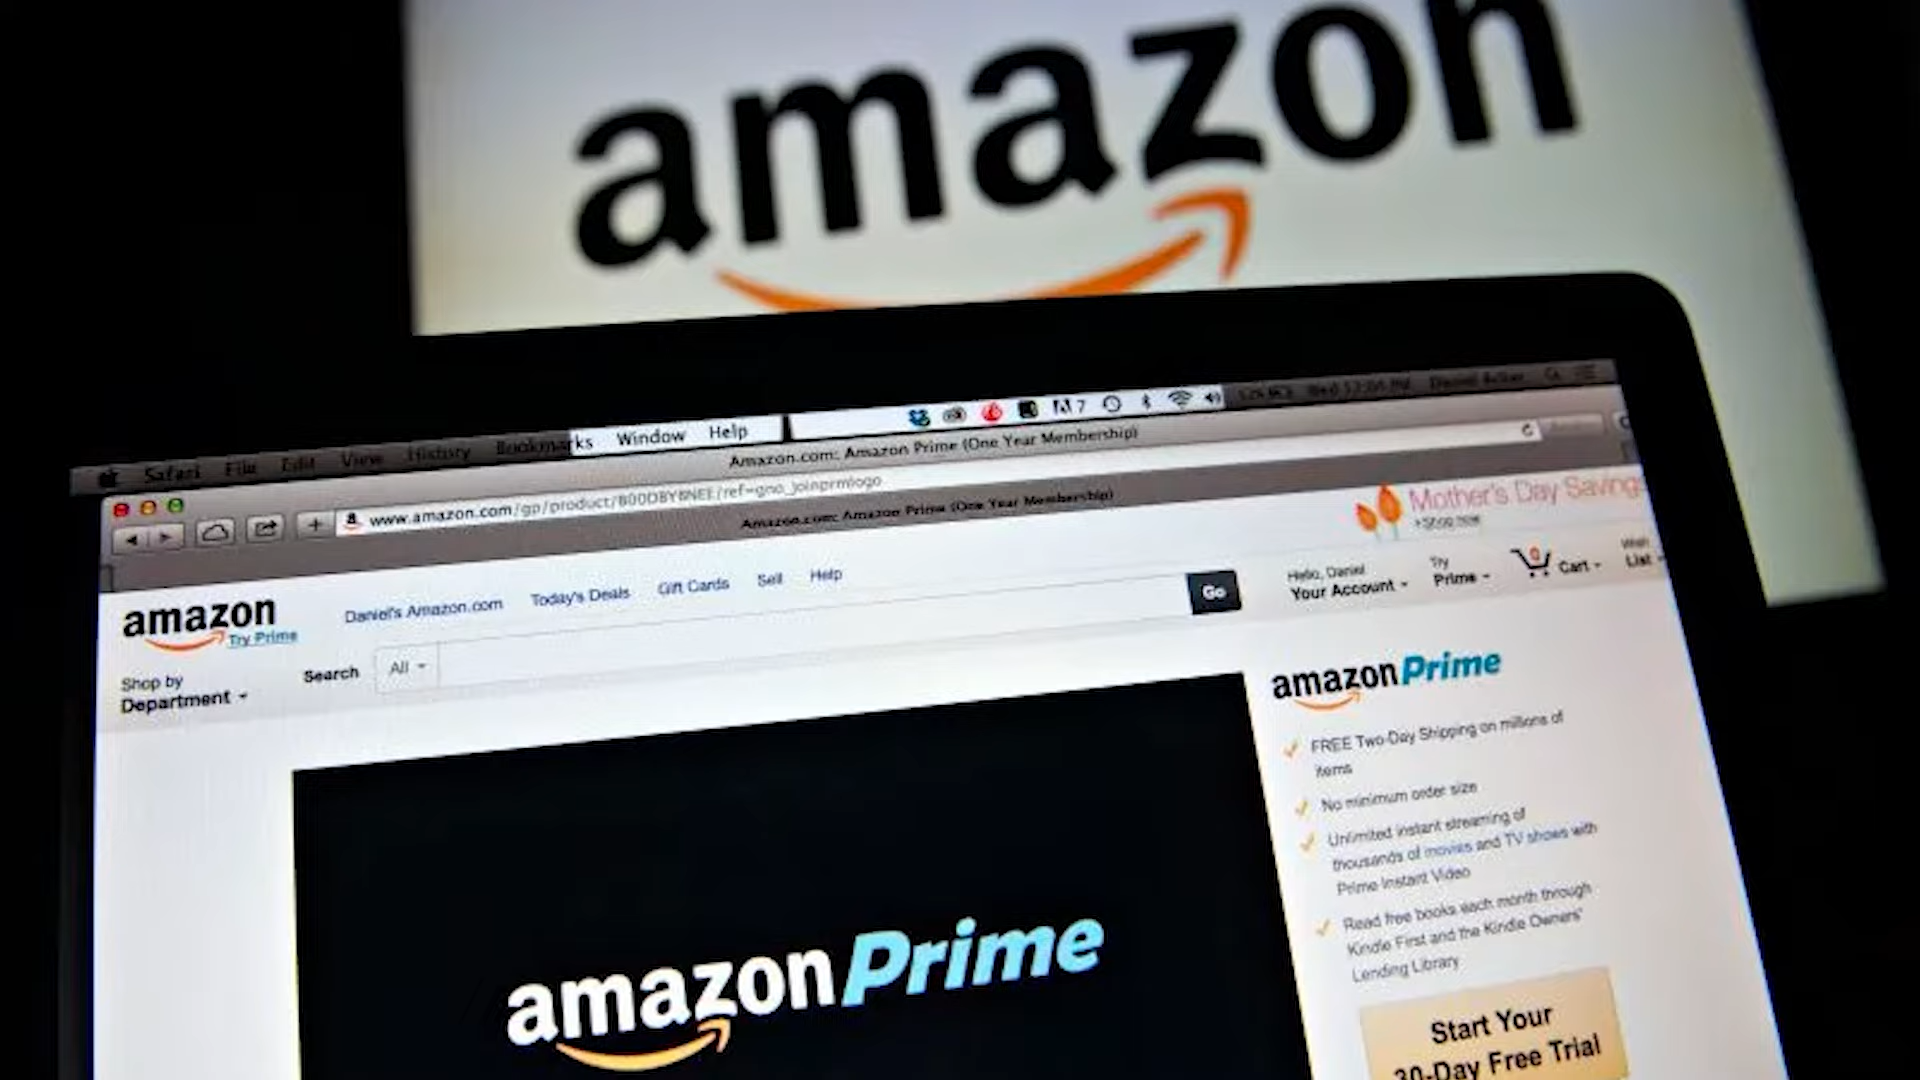 amazon
Safari File Edit View History Bookmarks Window Help
7
Amazon.com: Amazon Prime (One Year Membership)
www.amazon.com/gp/product/B00DBYBNEE/ref=gno_joinprmlogo
Amazon.com: Amazon Prime (One Year Membership)
Mother's Day Savings
Shop now
amazon
Try Prime
Daniel's Amazon.com Today's Deals Gift Cards Sell Help
Shop by
Department
Search All Go
Hello, Daniel
Your Account
Try
Prime
0
Cart
Wish
List
amazonPrime
FREE Two-Day Shipping on millions of
items
No minimum order size
Unlimited instant streaming of
thousands of movies and TV shows with
Prime Instant Video
Read free books each month through
Kindle First and the Kindle Owners'
Lending Library
Start Your
30-Day Free Trial
amazonPrime